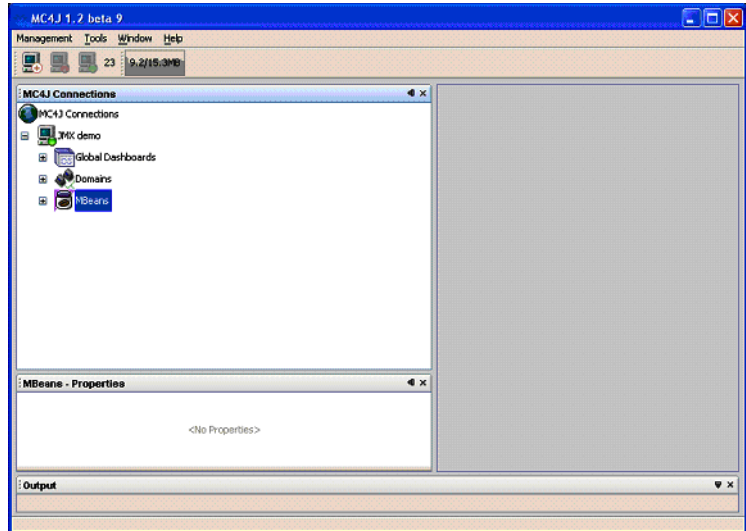 MC4J 1.2 beta 9
Management Tools Window Help
23 9.2/15.3MB
MC4J Connections
MC4J Connections
JMX demo
Global Dashboards
Domains
MBeans
MBeans - Properties
<No Properties>
Output